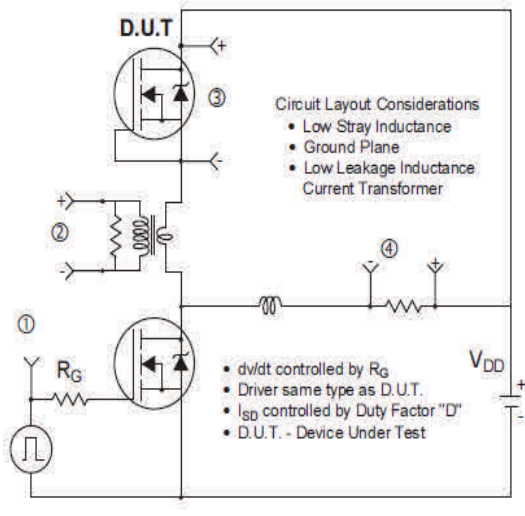 D.U.T
+
③
-
Circuit Layout Considerations
• Low Stray Inductance
• Ground Plane
• Low Leakage Inductance
Current Transformer
+
②
-
④
- +
①
RG
VDD
+
-
• dv/dt controlled by RG
• Driver same type as D.U.T.
• ISD controlled by Duty Factor "D"
• D.U.T. - Device Under Test